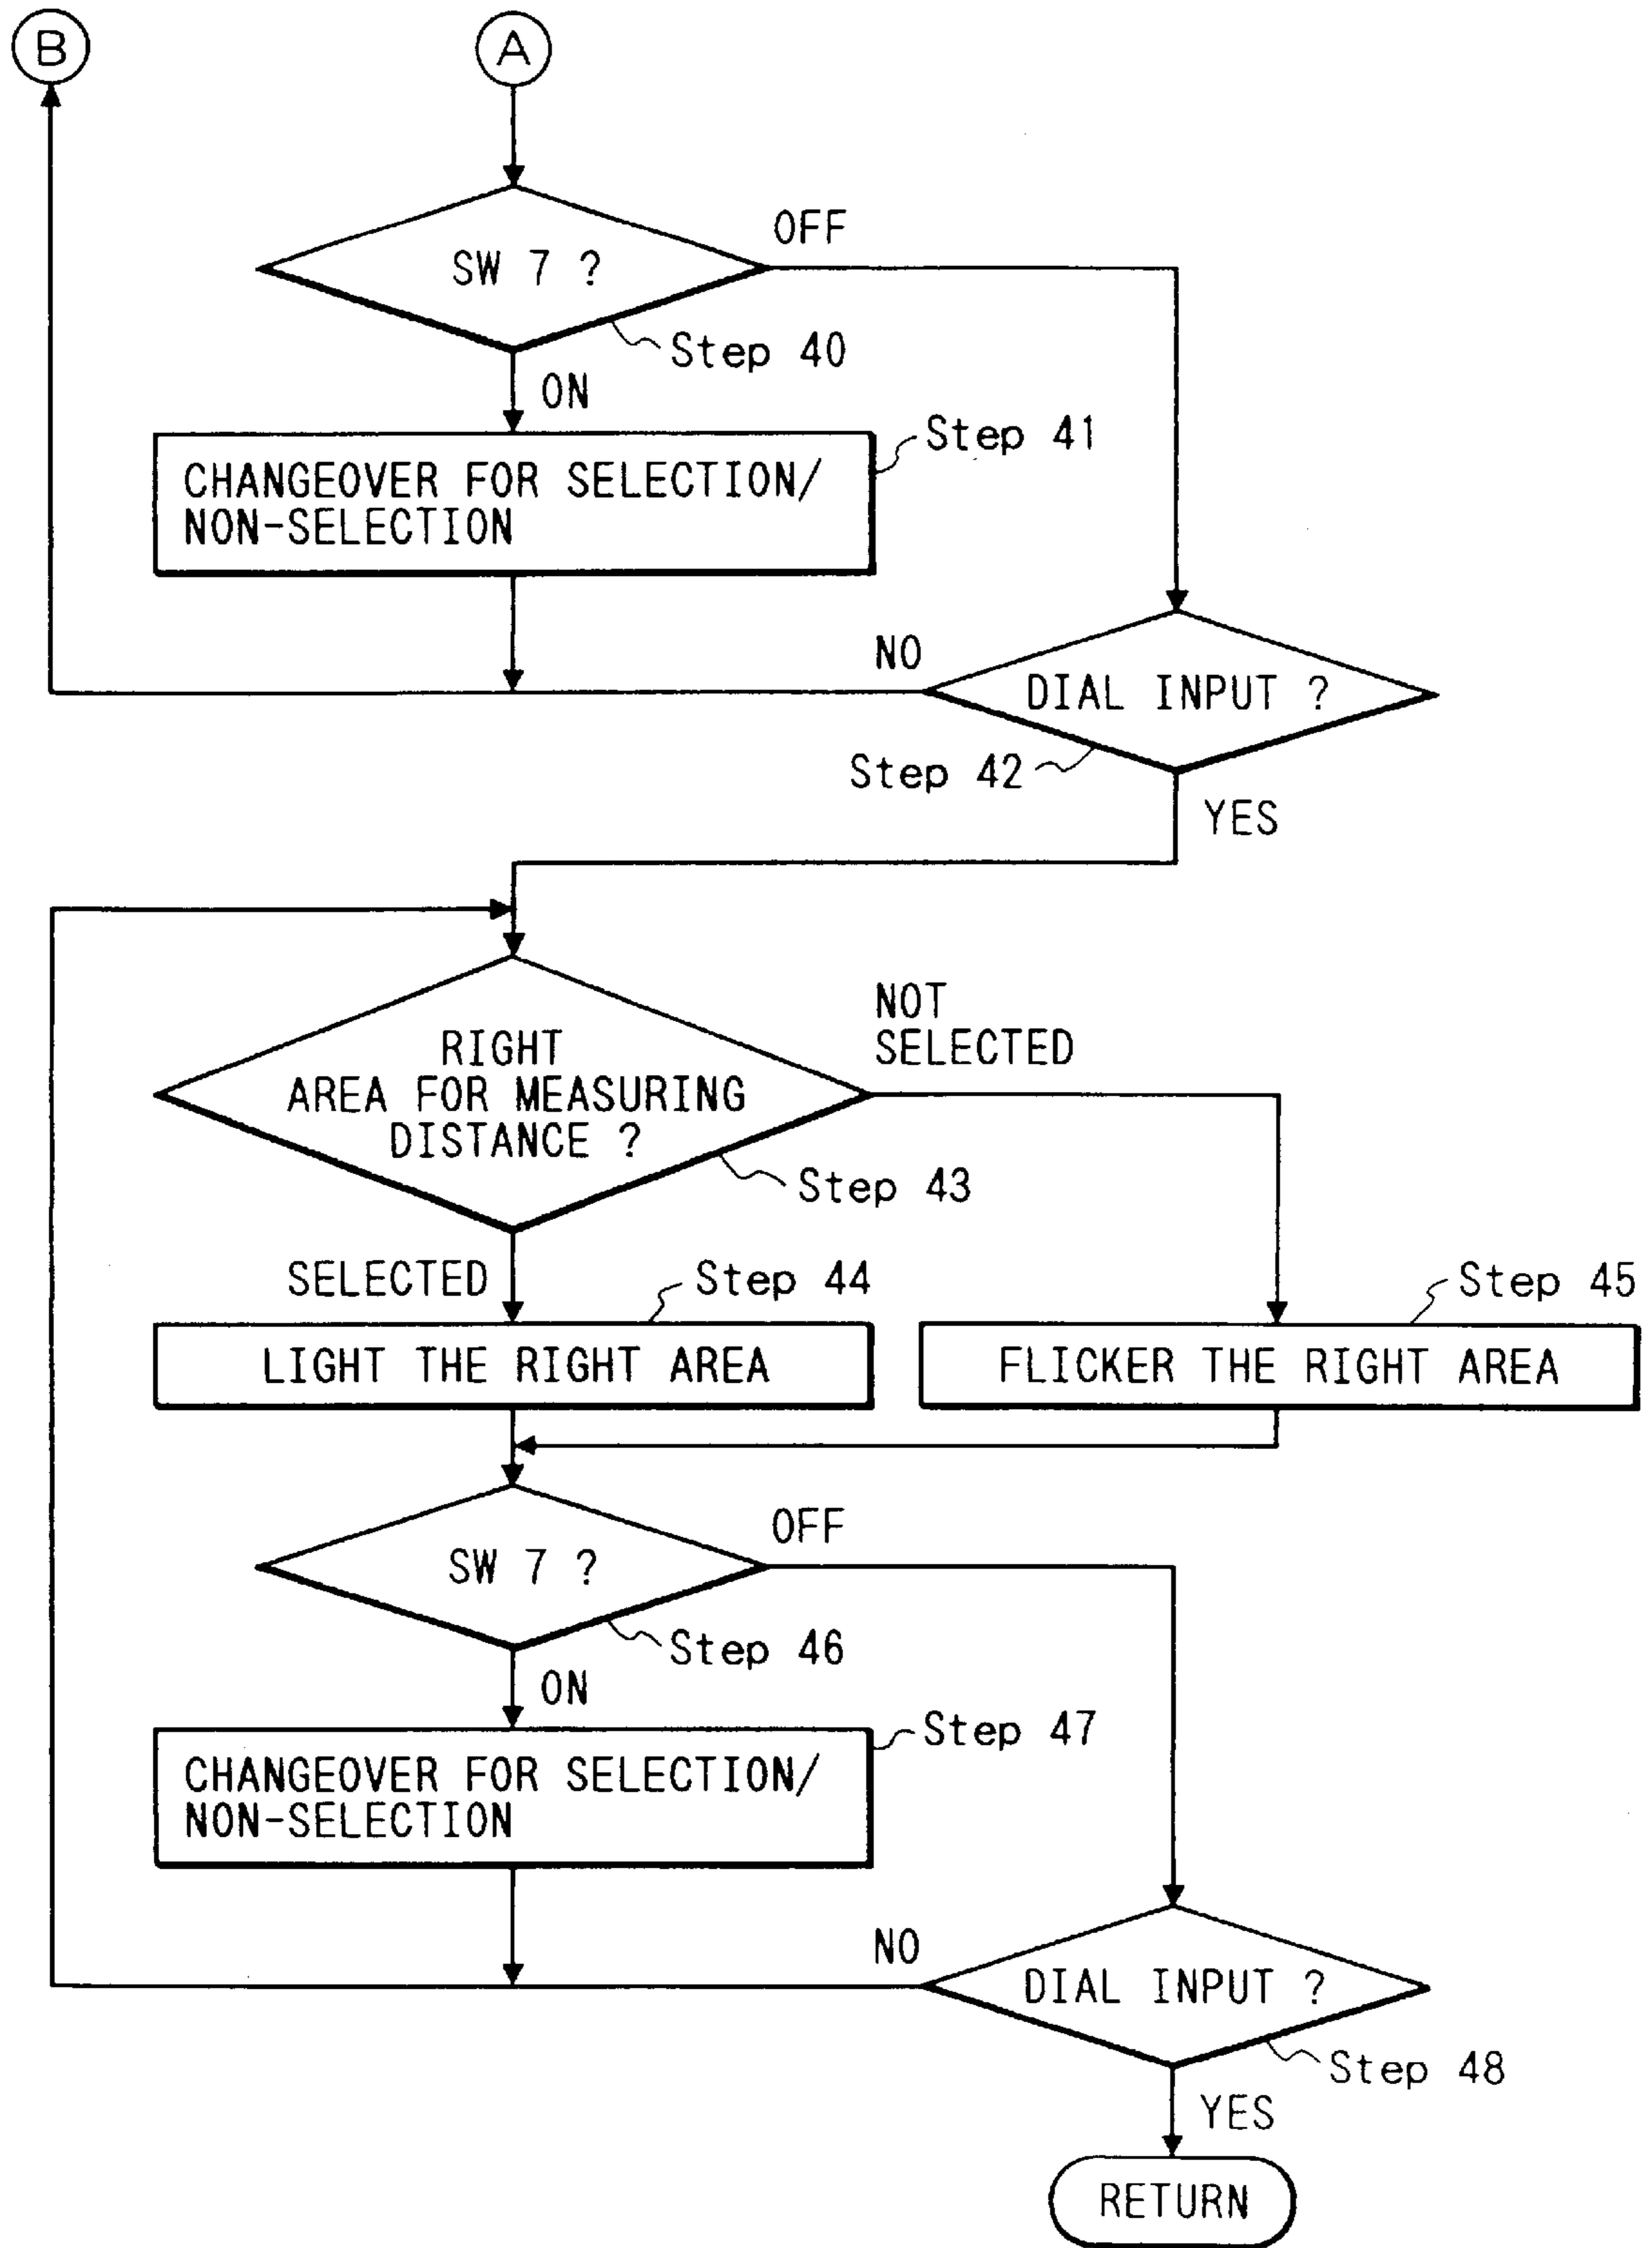 B
A
OFF
SW 7 ?
Step 40
ON
Step 41
CHANGEOVER FOR SELECTION/
NON-SELECTION
NO
DIAL INPUT ?
Step 42
YES
NOT
SELECTED
RIGHT
AREA FOR MEASURING
DISTANCE ?
Step 43
SELECTED
Step 44
Step 45
LIGHT THE RIGHT AREA
FLICKER THE RIGHT AREA
OFF
SW 7 ?
Step 46
ON
Step 47
CHANGEOVER FOR SELECTION/
NON-SELECTION
NO
DIAL INPUT ?
Step 48
YES
RETURN